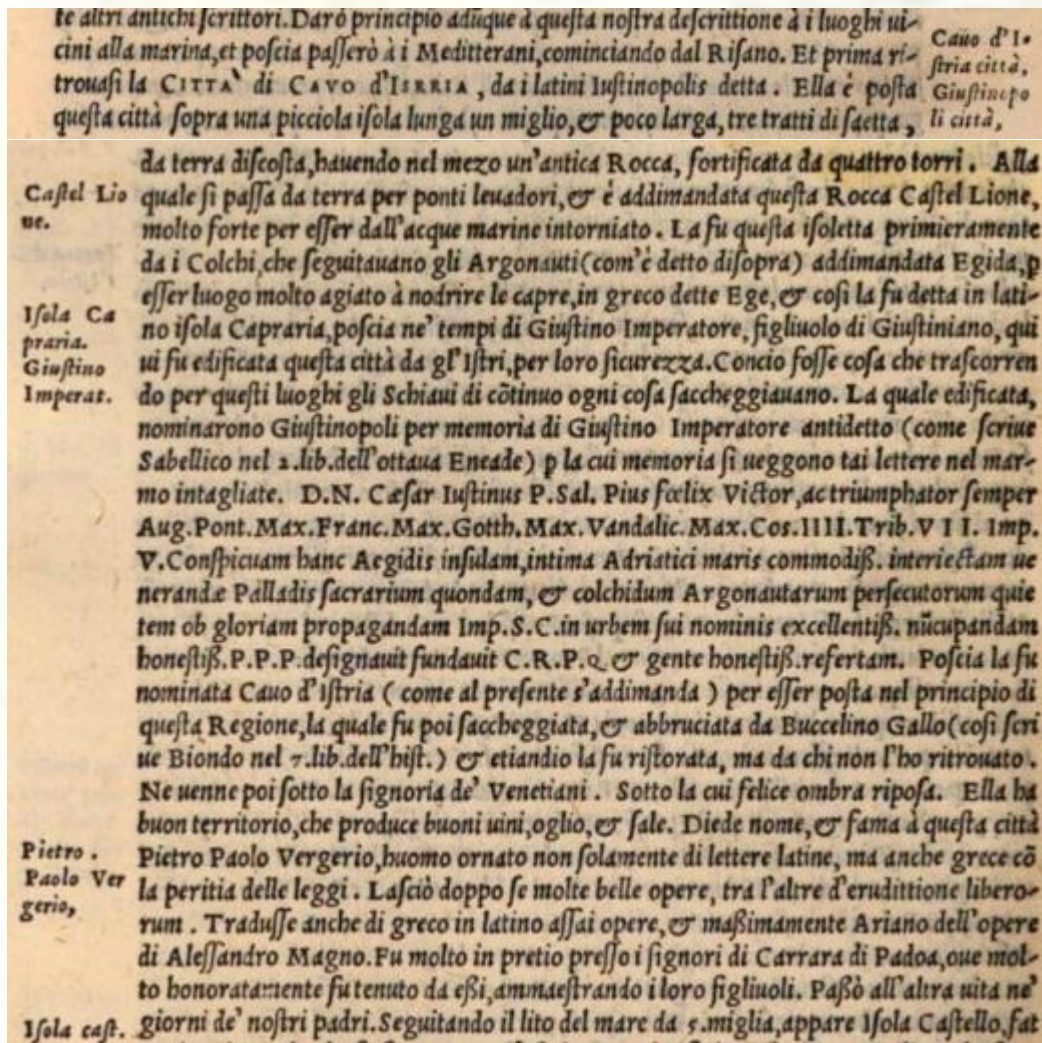 te altri antichi ſcrittori. Darò principio adũque à queſta noſtra deſcrittione à i luoghi ui-
cini alla marina, et poſcia paſſerò à i Meditterani, cominciando dal Riſano. Et prima ri-
trouaſi la CITTA' di CAVO d'ISRRIA, da i latini Iuſtinopolis detta. Ella è poſta
queſta città ſopra una picciola iſola lunga un miglio, & poco larga, tre tratti di ſaetta,
Cauo d'I-
ſtria città,
Giuſtinopo
li città,
da terra diſcoſta, hauendo nel mezo un'antica Rocca, fortificata da quattro torri. Alla
Caſtel Lio
ne.
quale ſi paſſa da terra per ponti leuadori, & è addimandata queſta Rocca Caſtel Lione,
molto forte per eſſer dall'acque marine intorniato. La fu queſta iſoletta primieramente
da i Colchi, che ſeguitauano gli Argonauti (com'è detto diſopra) addimandata Egida, p
eſſer luogo molto agiato à nodrire le capre, in greco dette Ege, & coſi la fu detta in lati-
Iſola Ca
praria.
Giuſtino
Imperat.
no iſola Capraria, poſcia ne' tempi di Giuſtino Imperatore, figliuolo di Giuſtiniano, qui
ui fu edificata queſta città da gl'Iſtri, per loro ſicurezza. Concio foſſe coſa che traſcorren
do per queſti luoghi gli Schiaui di cõtinuo ogni coſa ſaccheggiauano. La quale edificata,
nominarono Giuſtinopoli per memoria di Giuſtino Imperatore antidetto (come ſcriue
Sabellico nel 2. lib. dell'ottaua Eneade) p la cui memoria ſi ueggono tai lettere nel mar-
mo intagliate. D.N. Cæſar Iuſtinus P. Sal. Pius fœlix Victor, ac triumphator ſemper
Aug. Pont. Max. Franc. Max. Gotth. Max. Vandalic. Max. Cos. IIII. Trib. VII. Imp.
V. Conſpicuam hanc Aegidis inſulam, intima Adriatici maris commodiß. interiectam ue
nerandæ Palladis ſacrarium quondam, & colchidum Argonautarum perſecutorum quie
tem ob gloriam propagandam Imp. S.C. in urbem ſui nominis excellentiß. nũcupandam
honeſtiß. P.P.P. deſignauit fundauit C.R.P.Q & gente honeſtiß. refertam. Poſcia la fu
nominata Cauo d'Iſtria (come al preſente s'addimanda) per eſſer poſta nel principio di
queſta Regione, la quale fu poi ſaccheggiata, & abbruciata da Buccelino Gallo (coſi ſcri
ue Biondo nel 7. lib. dell'hiſt.) & etiandio la fu riſtorata, ma da chi non l'ho ritrouato.
Ne uenne poi ſotto la ſignoria de' Venetiani. Sotto la cui felice ombra ripoſa. Ella ha
buon territorio, che produce buoni uini, oglio, & ſale. Diede nome, & fama à queſta città
Pietro.
Paolo Ver
gerio,
Pietro Paolo Vergerio, huomo ornato non ſolamente di lettere latine, ma anche grece cõ
la peritia delle leggi. Laſciò doppo ſe molte belle opere, tra l'altre d'erudittione libero-
rum. Traduſſe anche di greco in latino aſſai opere, & maßimamente Ariano dell'opere
di Aleſſandro Magno. Fu molto in pretio preſſo i ſignori di Carrara di Padoa, oue mol-
to honoratamente fu tenuto da eßi, ammaeſtrando i loro figliuoli. Paßò all'altra uita ne'
Iſola caſt.
giorni de' noſtri padri. Seguitando il lito del mare da 5. miglia, appare Iſola Caſtello, fat